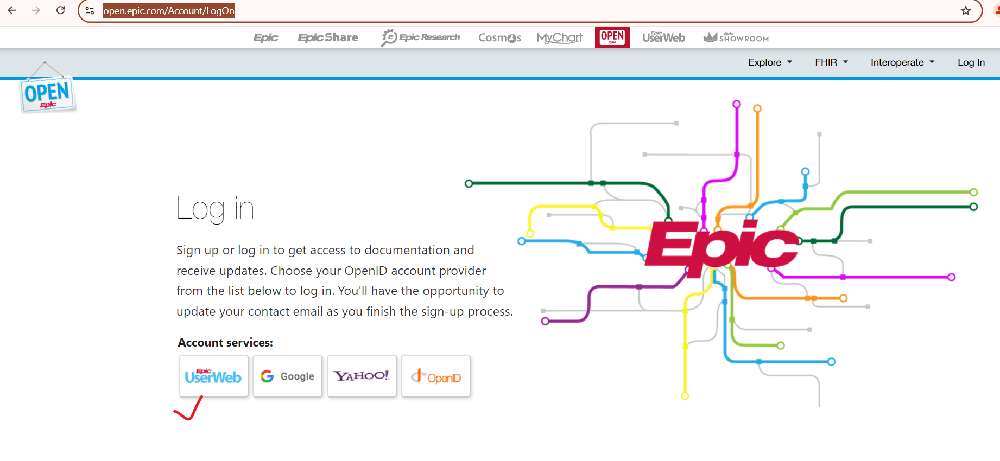 open.epic.com/Account/LogOn
Epic EpicShare Epic Research Cosmos MyChart OPEN Epic Epic UserWeb Epic SHOWROOM
Explore FHIR Interoperate Log In
OPEN
Epic
Log in
Sign up or log in to get access to documentation and
receive updates. Choose your OpenID account provider
from the list below to log in. You'll have the opportunity to
update your contact email as you finish the sign-up process.
Account services:
Epic UserWeb Google YAHOO! OpenID
Epic